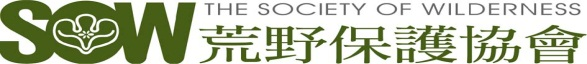 SOW THE SOCIETY OF WILDERNESS
荒野保護協會